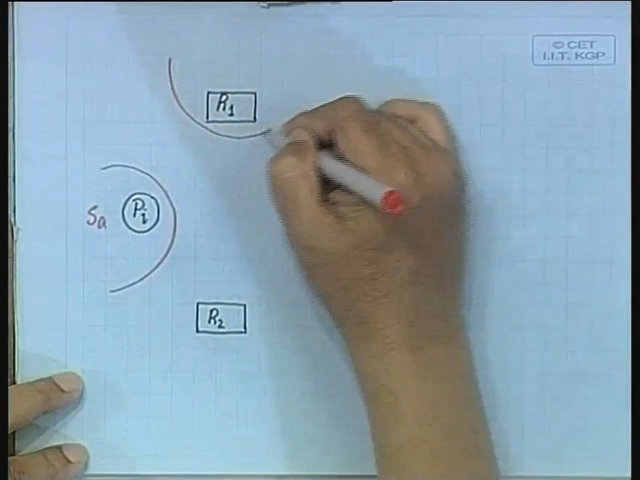 © CET
I.I.T. KGP
R₁
Sa
Pi
R₂